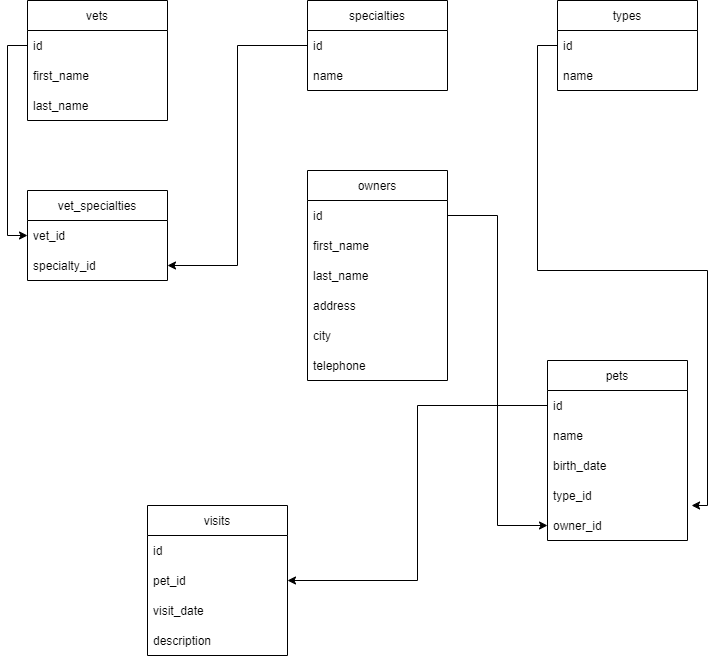 vets
id
first_name
last_name
specialties
id
name
types
id
name
vet_specialties
vet_id
specialty_id
owners
id
first_name
last_name
address
city
telephone
pets
id
name
birth_date
type_id
owner_id
visits
id
pet_id
visit_date
description